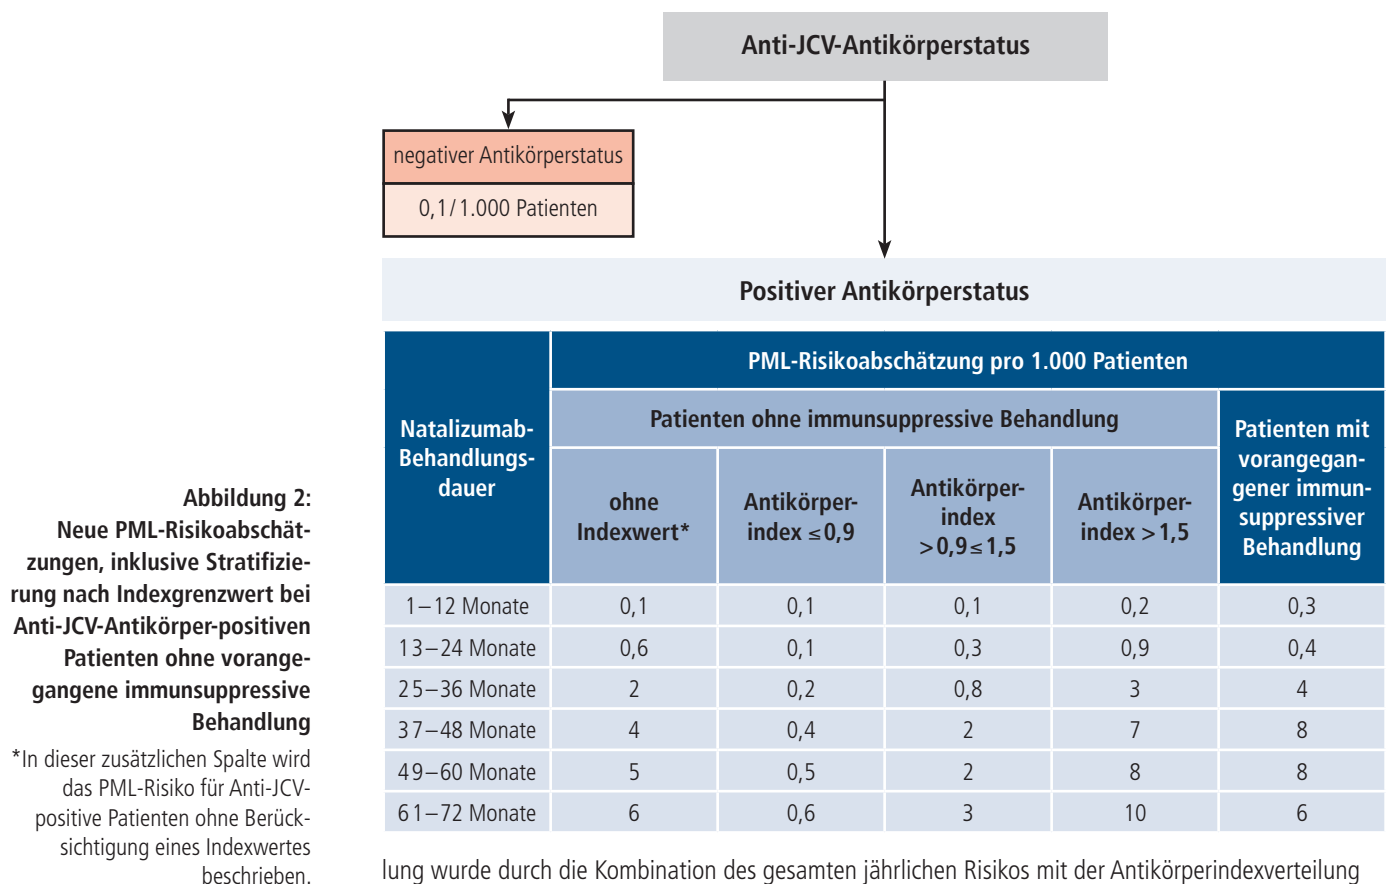 Anti-JCV-Antikörperstatus
negativer Antikörperstatus
0,1/1.000 Patienten
Positiver Antikörperstatus
Natalizumab-
Behandlungs-
dauer
PML-Risikoabschätzung pro 1.000 Patienten
Patienten ohne immunsuppressive Behandlung
Patienten mit
vorangegan-
gener immun-
suppressiver
Behandlung
ohne
Indexwert*
Antikörper-
index ≤0,9
Antikörper-
index
>0,9≤1,5
Antikörper-
index >1,5
1–12 Monate 0,1 0,1 0,1 0,2 0,3
13–24 Monate 0,6 0,1 0,3 0,9 0,4
25–36 Monate 2 0,2 0,8 3 4
37–48 Monate 4 0,4 2 7 8
49–60 Monate 5 0,5 2 8 8
61–72 Monate 6 0,6 3 10 6
Abbildung 2:
Neue PML-Risikoabschät-
zungen, inklusive Stratifizie-
rung nach Indexgrenzwert bei
Anti-JCV-Antikörper-positiven
Patienten ohne vorange-
gangene immunsuppressive
Behandlung
*In dieser zusätzlichen Spalte wird
das PML-Risiko für Anti-JCV-
positive Patienten ohne Berück-
sichtigung eines Indexwertes
beschrieben.
lung wurde durch die Kombination des gesamten jährlichen Risikos mit der Antikörperindexverteilung